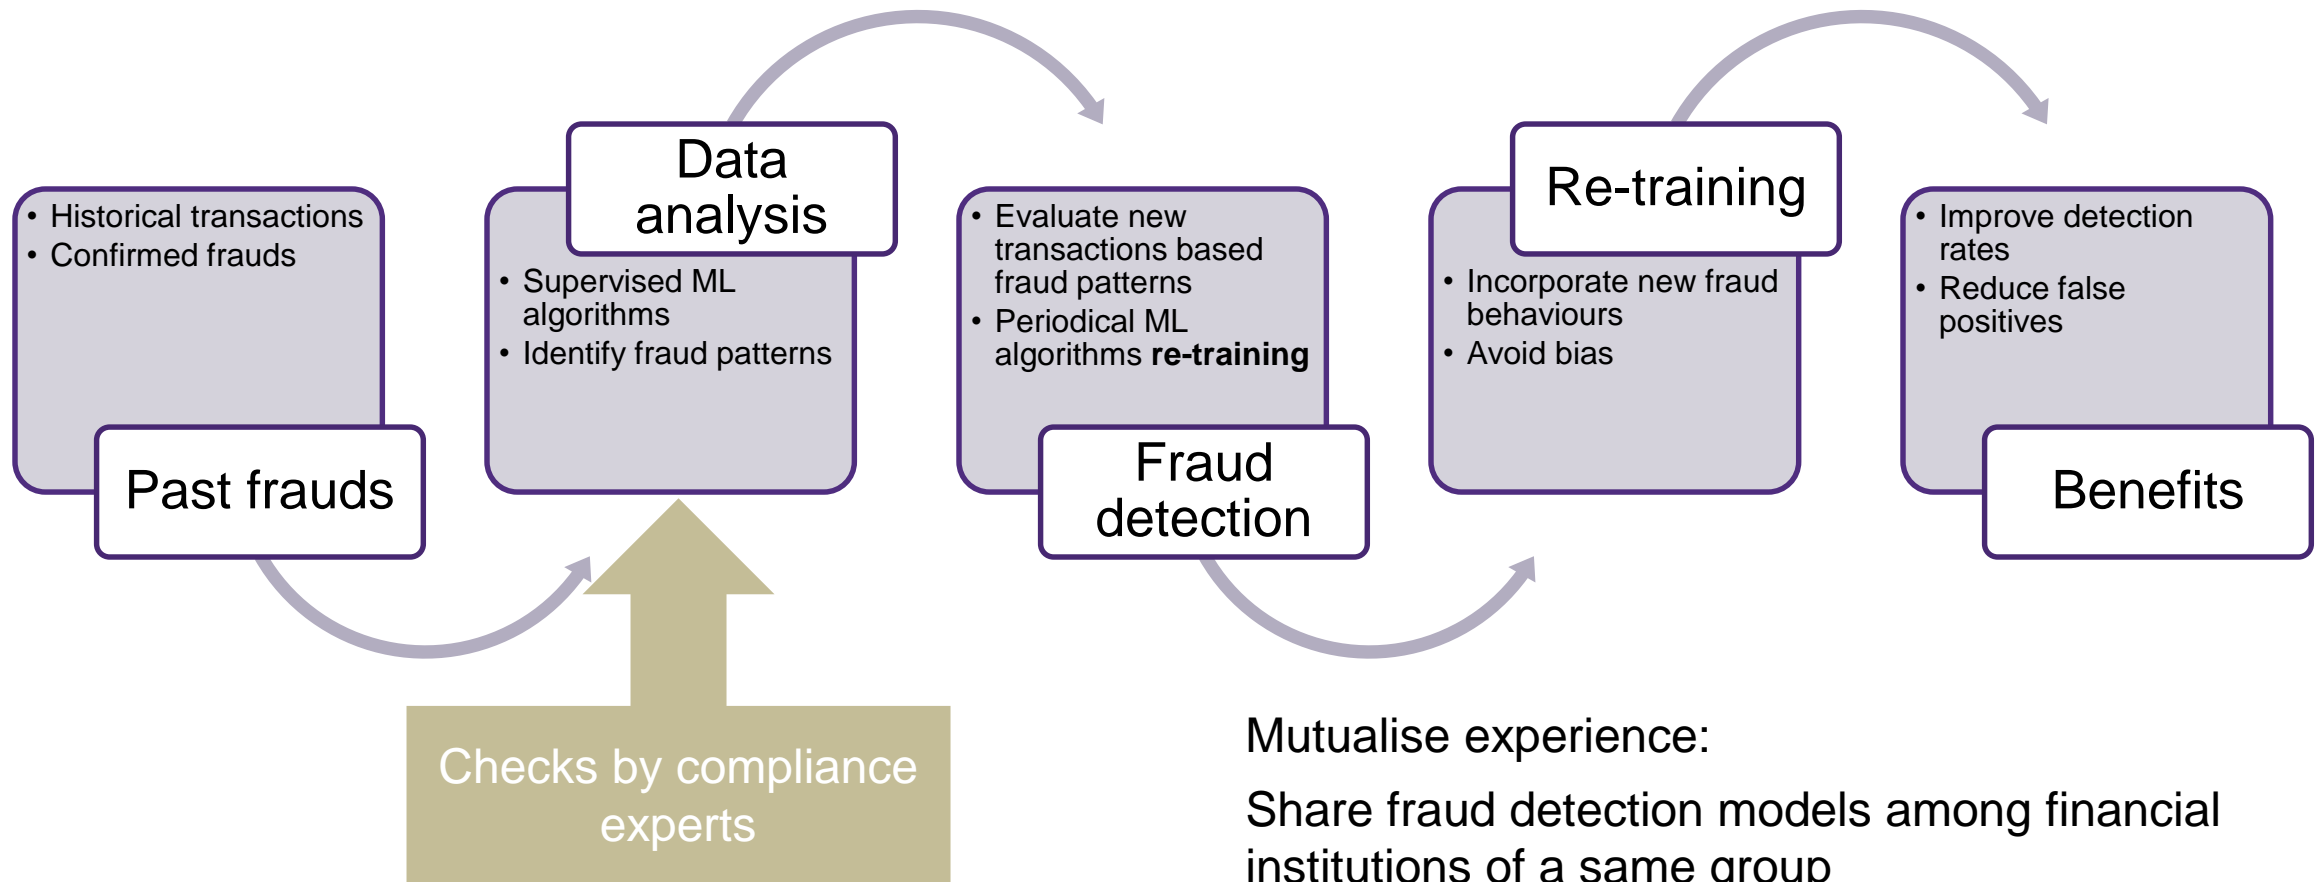 • Historical transactions
• Confirmed frauds
Past frauds
Data
analysis
• Supervised ML
algorithms
• Identify fraud patterns
• Evaluate new
transactions based
fraud patterns
• Periodical ML
algorithms re-training
Fraud
detection
Re-training
• Incorporate new fraud
behaviours
• Avoid bias
• Improve detection
rates
• Reduce false
positives
Benefits
Checks by compliance
experts
Mutualise experience:
Share fraud detection models among financial
institutions of a same group